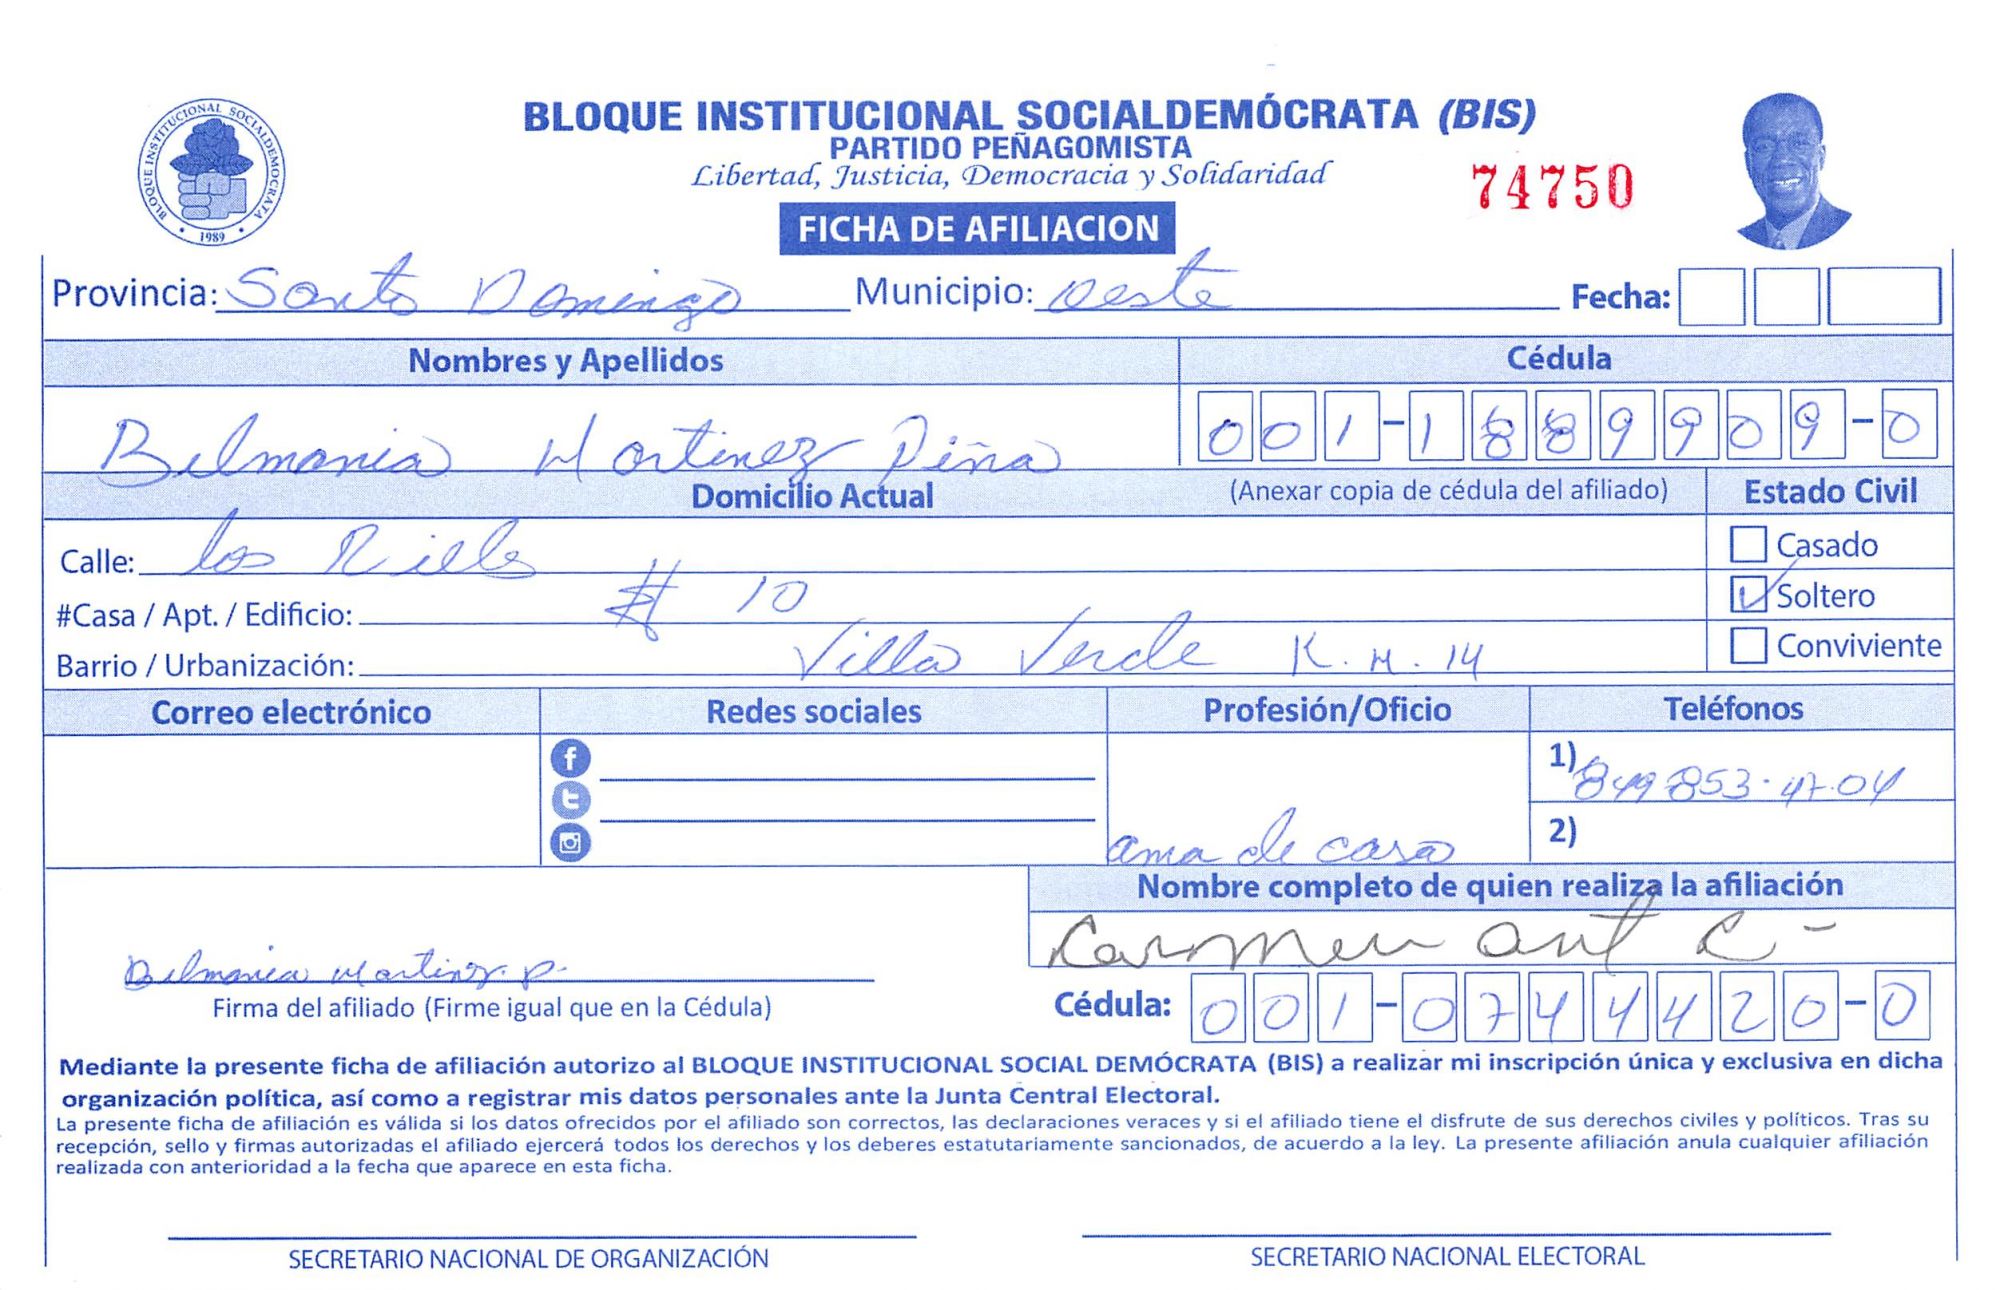 BLOQUE INSTITUCIONAL SOCIALDEMÓCRATA
1989
BLOQUE INSTITUCIONAL SOCIALDEMÓCRATA (BIS)
PARTIDO PEÑAGOMISTA
Libertad, Justicia, Democracia y Solidaridad
74750
FICHA DE AFILIACION
Provincia: Santo Domingo Municipio: Oeste Fecha:
Nombres y Apellidos Cédula
Belmania Martinez Piña 001-1889909-0
Domicilio Actual (Anexar copia de cédula del afiliado) Estado Civil
Calle: los Rieles Casado
#Casa / Apt. / Edificio: # 10 Soltero
Barrio / Urbanización: Villa Verde K.M.14 Conviviente
Correo electrónico Redes sociales Profesión/Oficio Teléfonos
1) 849 853-47-04
ama de casa 2)
Nombre completo de quien realiza la afiliación
Carmen ant C-
Belmania Martinez. P.
Firma del afiliado (Firme igual que en la Cédula) Cédula: 001-0744420-0
Mediante la presente ficha de afiliación autorizo al BLOQUE INSTITUCIONAL SOCIAL DEMÓCRATA (BIS) a realizar mi inscripción única y exclusiva en dicha
organización política, así como a registrar mis datos personales ante la Junta Central Electoral.
La presente ficha de afiliación es válida si los datos ofrecidos por el afiliado son correctos, las declaraciones veraces y si el afiliado tiene el disfrute de sus derechos civiles y políticos. Tras su
recepción, sello y firmas autorizadas el afiliado ejercerá todos los derechos y los deberes estatutariamente sancionados, de acuerdo a la ley. La presente afiliación anula cualquier afiliación
realizada con anterioridad a la fecha que aparece en esta ficha.
SECRETARIO NACIONAL DE ORGANIZACIÓN SECRETARIO NACIONAL ELECTORAL